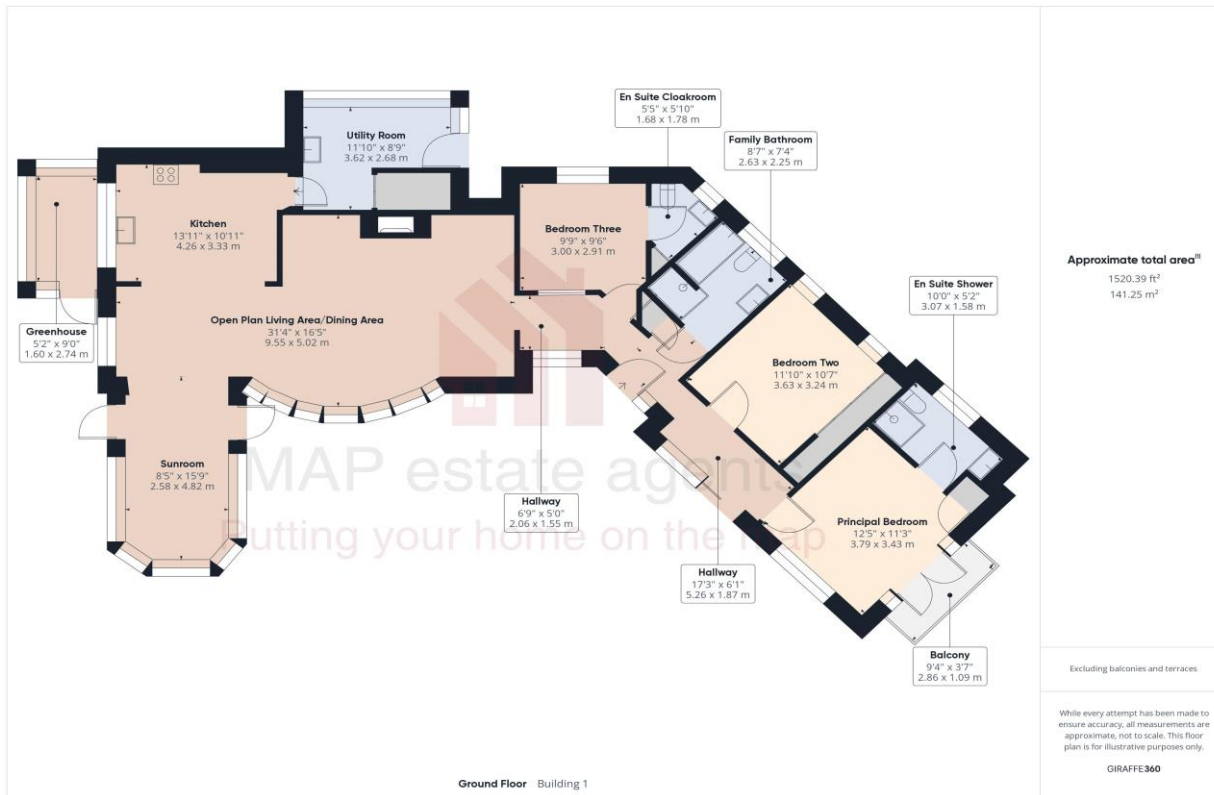 En Suite Cloakroom
5'5" x 5'10"
1.68 x 1.78 m
Utility Room
11'10" x 8'9"
3.62 x 2.68 m
Family Bathroom
8'7" x 7'4"
2.63 x 2.25 m
Kitchen
13'11" x 10'11"
4.26 x 3.33 m
Bedroom Three
9'9" x 9'6"
3.00 x 2.91 m
En Suite Shower
10'0" x 5'2"
3.07 x 1.58 m
Greenhouse
5'2" x 9'0"
1.60 x 2.74 m
Open Plan Living Area/Dining Area
31'4" x 16'5"
9.55 x 5.02 m
Bedroom Two
11'10" x 10'7"
3.63 x 3.24 m
Sunroom
8'5" x 15'9"
2.58 x 4.82 m
MAP estate agents
Putting your home on the map
Hallway
6'9" x 5'0"
2.06 x 1.55 m
Principal Bedroom
12'5" x 11'3"
3.79 x 3.43 m
Hallway
17'3" x 6'1"
5.26 x 1.87 m
Balcony
9'4" x 3'7"
2.86 x 1.09 m
Ground Floor Building 1
Approximate total area(1)
1520.39 ft²
141.25 m²
Excluding balconies and terraces
While every attempt has been made to
ensure accuracy, all measurements are
approximate, not to scale. This floor
plan is for illustrative purposes only.
GIRAFFE360